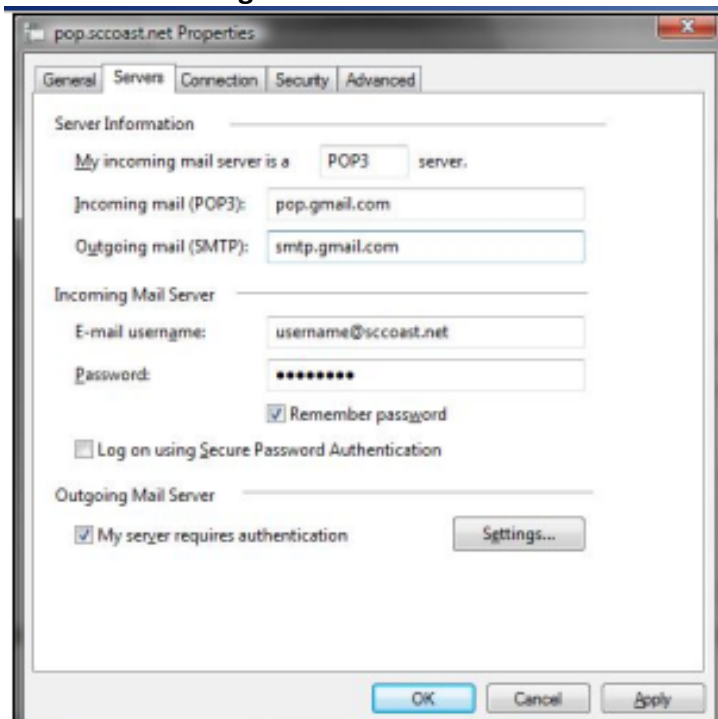 pop.sccoast.net Properties
General Servers Connection Security Advanced
Server Information
My incoming mail server is a POP3 server.
Incoming mail (POP3): pop.gmail.com
Outgoing mail (SMTP): smtp.gmail.com
Incoming Mail Server
E-mail username: username@sccoast.net
Password: ●●●●●●●●
Remember password
Log on using Secure Password Authentication
Outgoing Mail Server
My server requires authentication Settings...
OK Cancel Apply